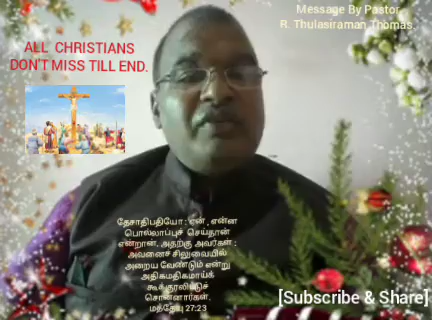 Message By Pastor
R. Thulasiraman Thomas.
ALL CHRISTIANS
DON'T MISS TILL END.
தேசாதிபதியோ : ஏன் , என்ன
பொல்லாப்புச் செய்தான்
என்றான். அதற்கு அவர்கள் :
அவனைச் சிலுவையில்
அறைய வேண்டும் என்று
அதிகமதிகமாய்க்
கூக்குரலிட்டுச்
சொன்னார்கள்.
மத்தேயு 27:23
[Subscribe & Share]